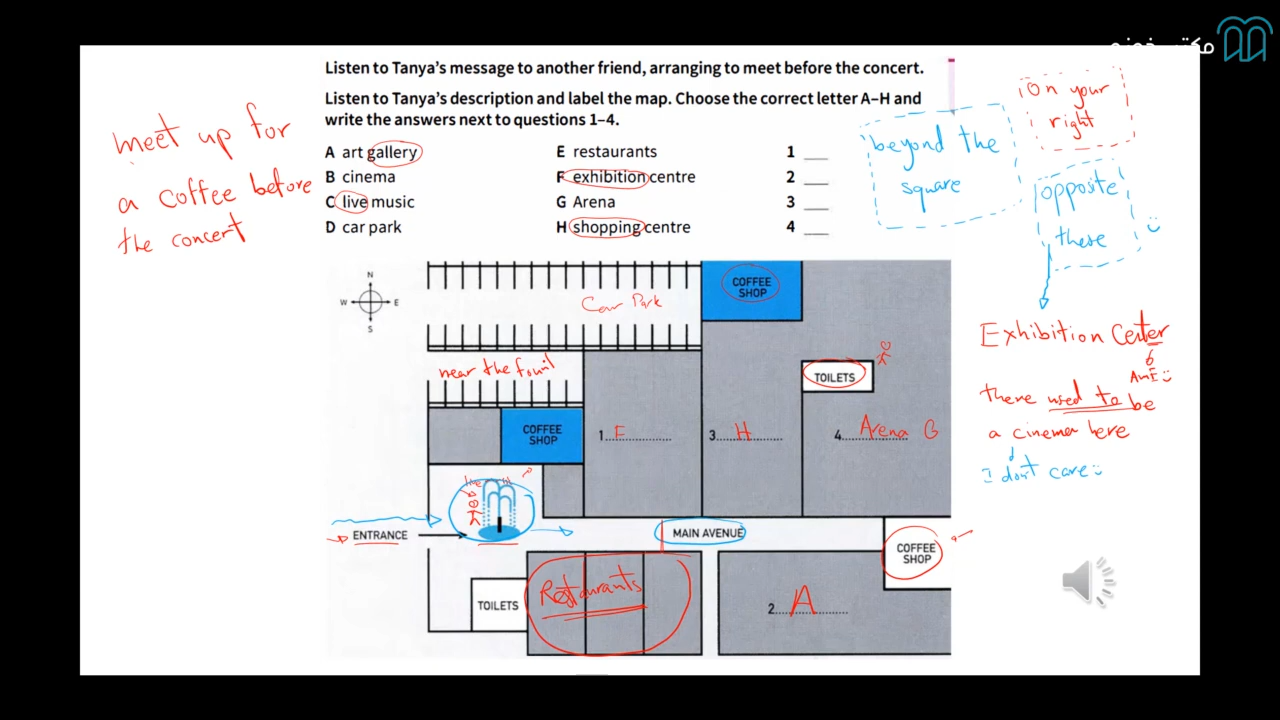 Listen to Tanya's message to another friend, arranging to meet before the concert.
Listen to Tanya's description and label the map. Choose the correct letter A–H and
write the answers next to questions 1–4.
A art gallery
B cinema
C live music
D car park
E restaurants
F exhibition centre
G Arena
H shopping centre
1 ___
2 ___
3 ___
4 ___
meet up for
a coffee before
the concert
beyond the
square
On your
right
opposite
these
Exhibition Center
AmE
there used to be
a cinema here
I don't care
N
W E
S
Car Park
COFFEE
SHOP
near the fount
TOILETS
COFFEE
SHOP
1 F
3 H
4 Arena G
ENTRANCE
MAIN AVENUE
COFFEE
SHOP
TOILETS
Restaurants
2 A